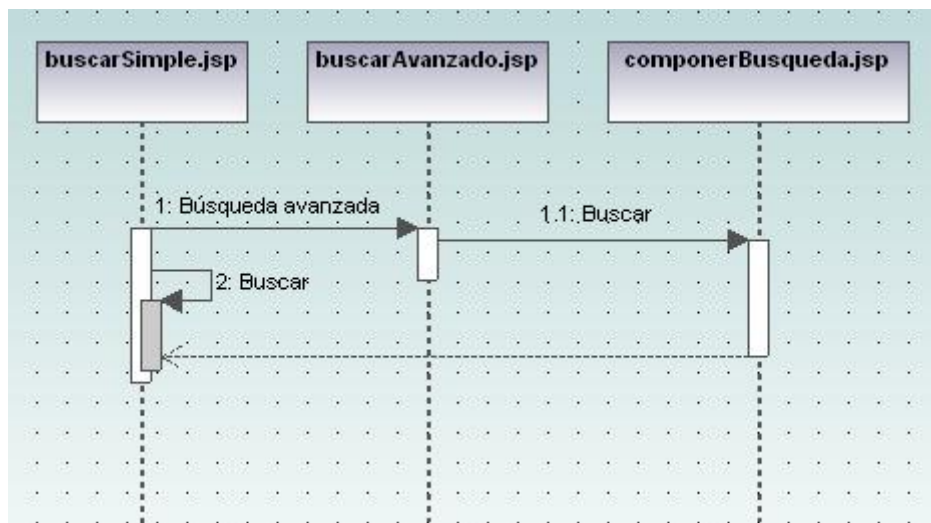 buscarSimple.jsp
buscarAvanzado.jsp
componerBusqueda.jsp
1: Búsqueda avanzada
1.1: Buscar
2: Buscar